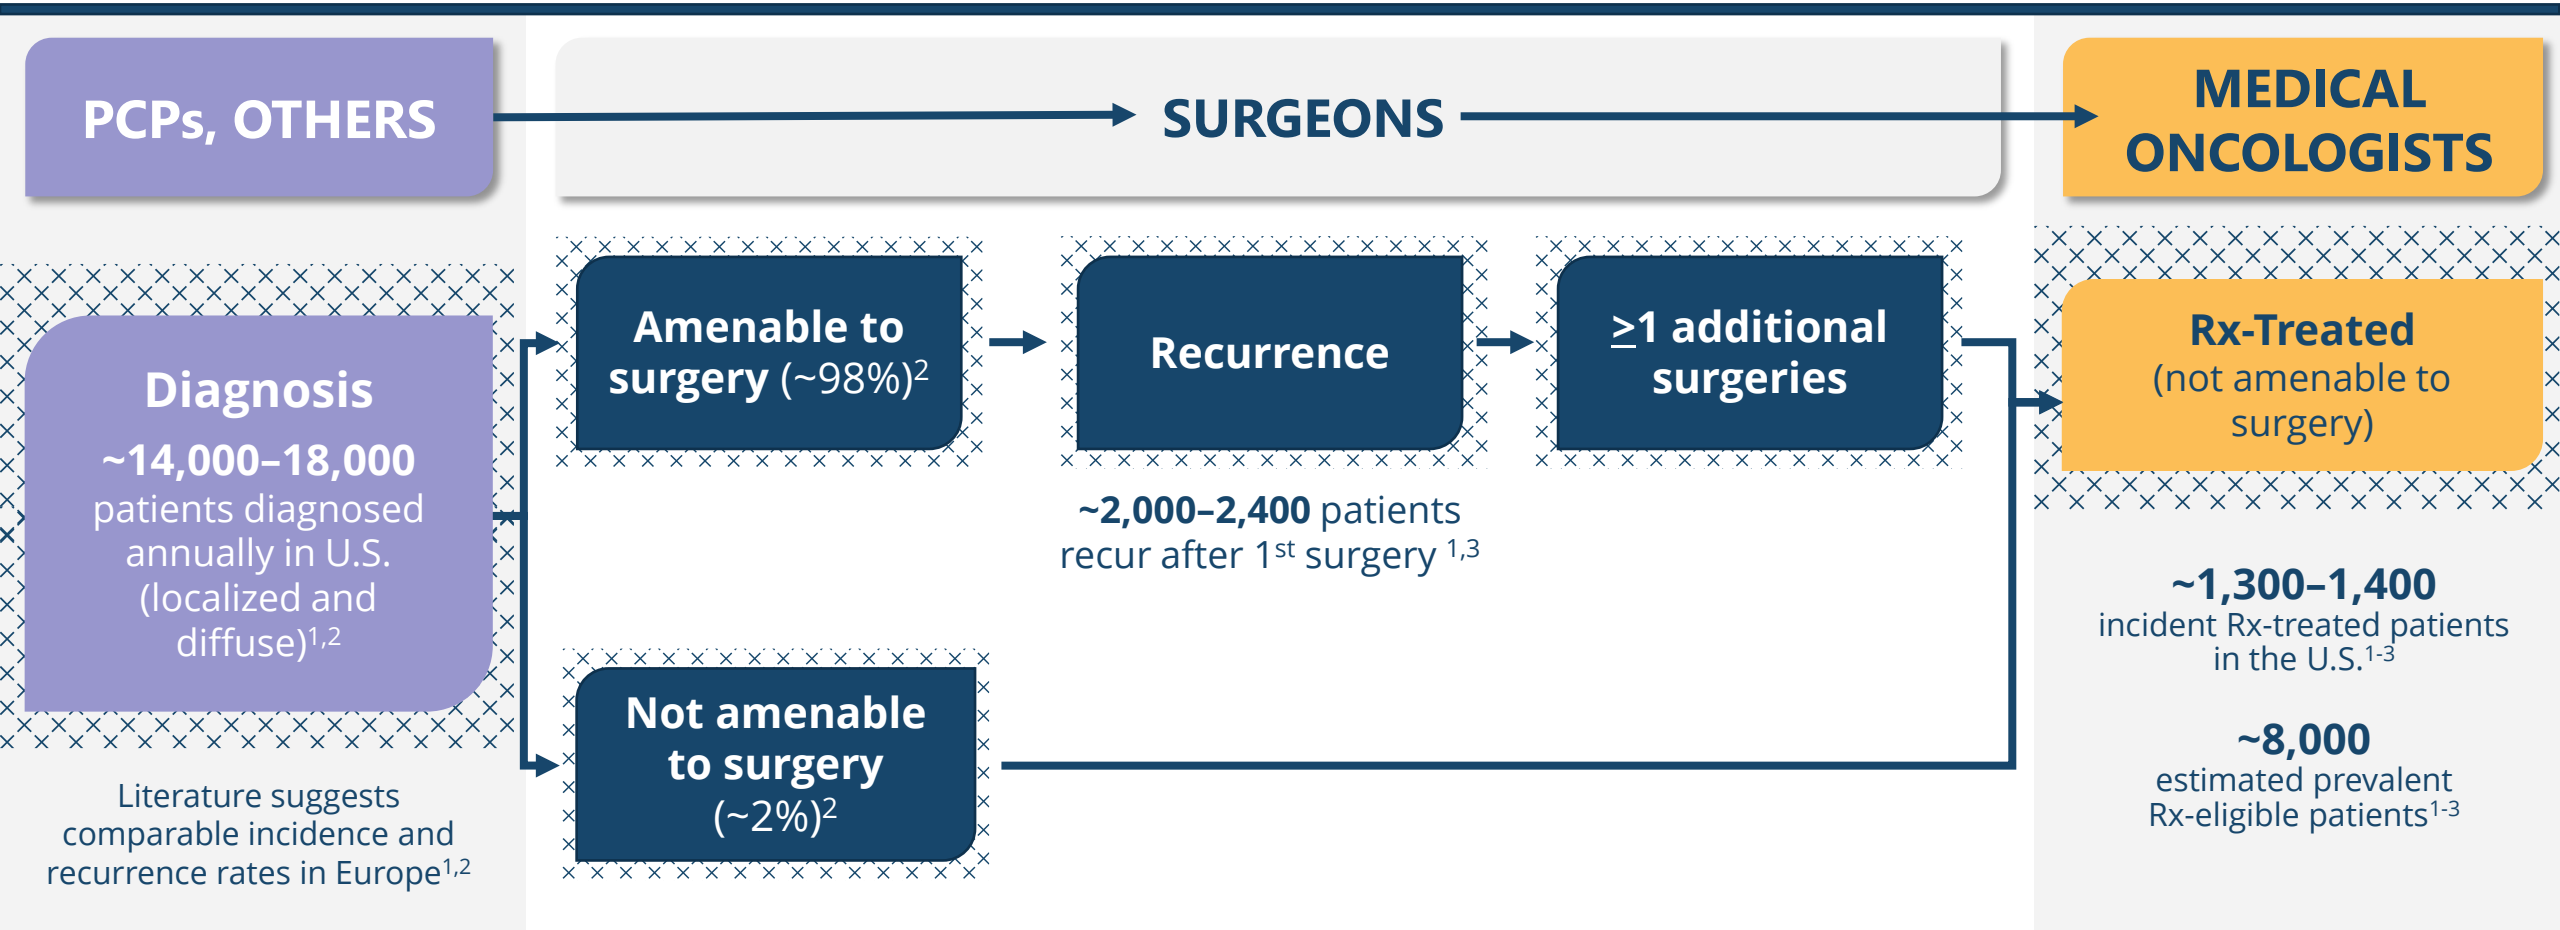 PCPs, OTHERS
SURGEONS
MEDICAL
ONCOLOGISTS
Diagnosis
~14,000–18,000
patients diagnosed
annually in U.S.
(localized and
diffuse)1,2
Literature suggests
comparable incidence and
recurrence rates in Europe1,2
Amenable to
surgery (~98%)2
Recurrence
~2,000–2,400 patients
recur after 1st surgery 1,3
>1 additional
surgeries
Not amenable
to surgery
(~2%)2
Rx-Treated
(not amenable to
surgery)
~1,300–1,400
incident Rx-treated patients
in the U.S.1-3
~8,000
estimated prevalent
Rx-eligible patients1-3